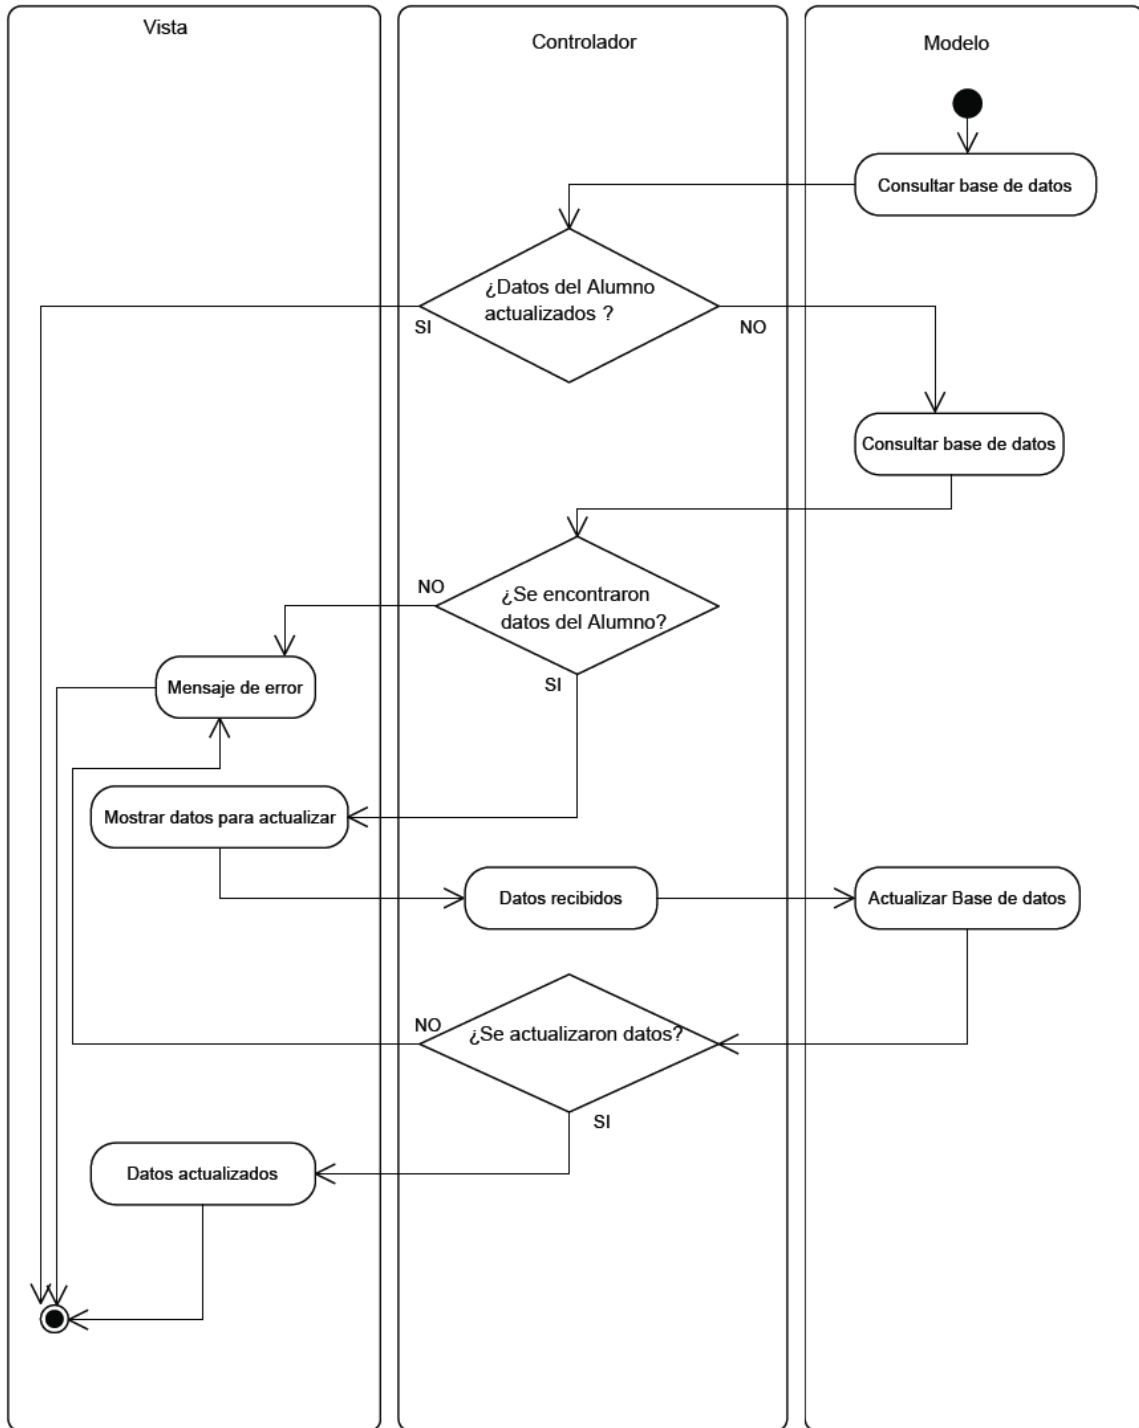 Vista
Controlador
Modelo
Consultar base de datos
¿Datos del Alumno
actualizados ?
SI
NO
Consultar base de datos
NO
¿Se encontraron
datos del Alumno?
SI
Mensaje de error
Mostrar datos para actualizar
Datos recibidos
Actualizar Base de datos
NO
¿Se actualizaron datos?
SI
Datos actualizados